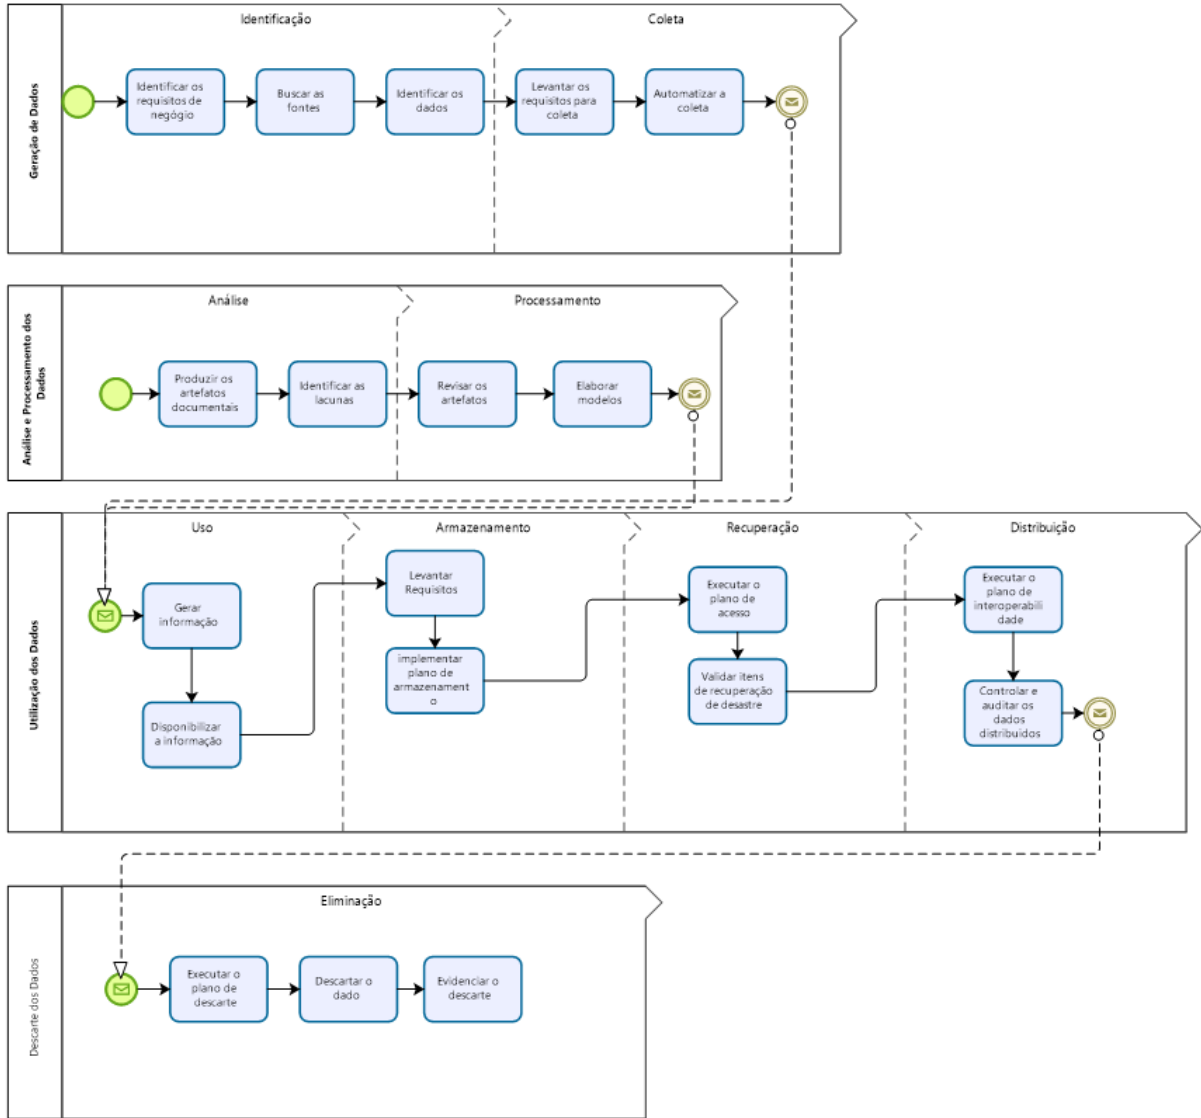 Geração de Dados
Identificação
Coleta
Identificar os
requisitos de
negógio
Buscar as
fontes
Identificar os
dados
Levantar os
requisitos para
coleta
Automatizar a
coleta
Análise e Processamento dos
Dados
Análise
Processamento
Produzir os
artefatos
documentais
Identificar as
lacunas
Revisar os
artefatos
Elaborar
modelos
Utilização dos Dados
Uso
Armazenamento
Recuperação
Distribuição
Gerar
informação
Disponibilizar
a informação
Levantar
Requisitos
implementar
plano de
armazenament
o
Executar o
plano de
acesso
Validar itens
de recuperação
de desastre
Executar o
plano de
interoperabili
dade
Controlar e
auditar os
dados
distribuidos
Descarte dos Dados
Eliminação
Executar o
plano de
descarte
Descartar o
dado
Evidenciar o
descarte